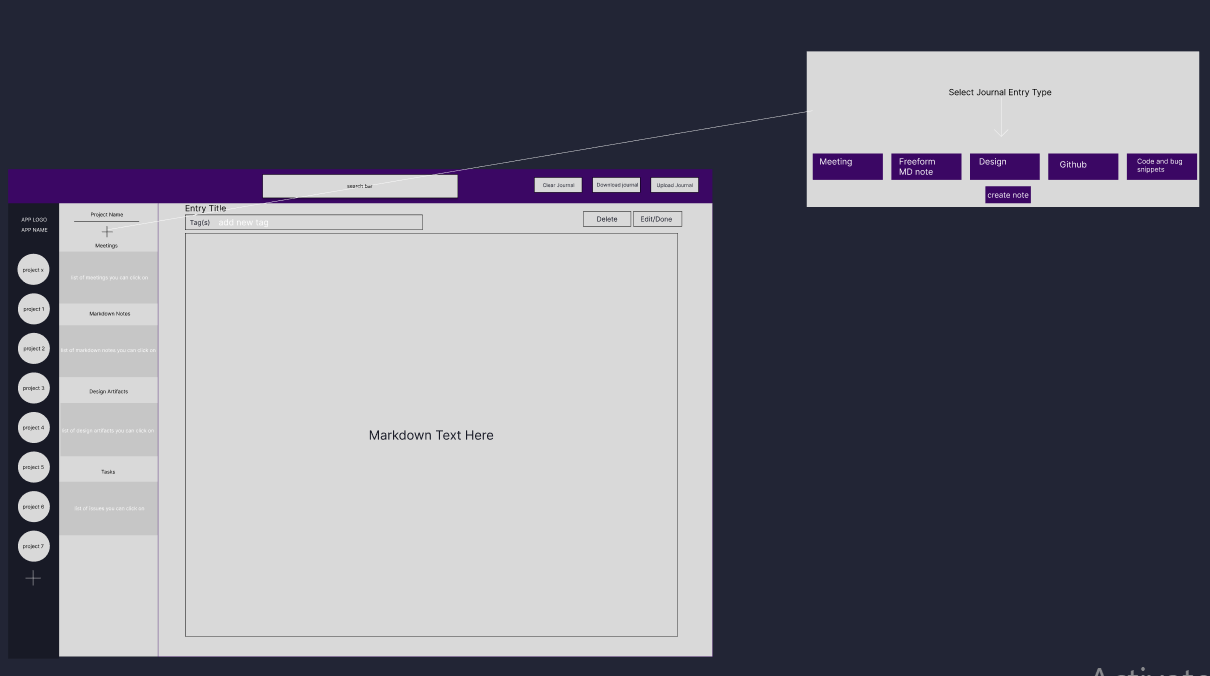 Select Journal Entry Type
Meeting
Freeform
MD note
Design
Github
Code and bug
snippets
create note
search bar
Clear Journal
Download journal
Upload Journal
APP LOGO
APP NAME
project x
project 1
project 2
project 3
project 4
project 5
project 6
project 7
Project Name
Meetings
list of meetings you can click on
Markdown Notes
list of markdown notes you can click on
Design Artifacts
list of design artifacts you can click on
Tasks
list of issues you can click on
Entry Title
Tag(s) add new tag
Delete
Edit/Done
Markdown Text Here